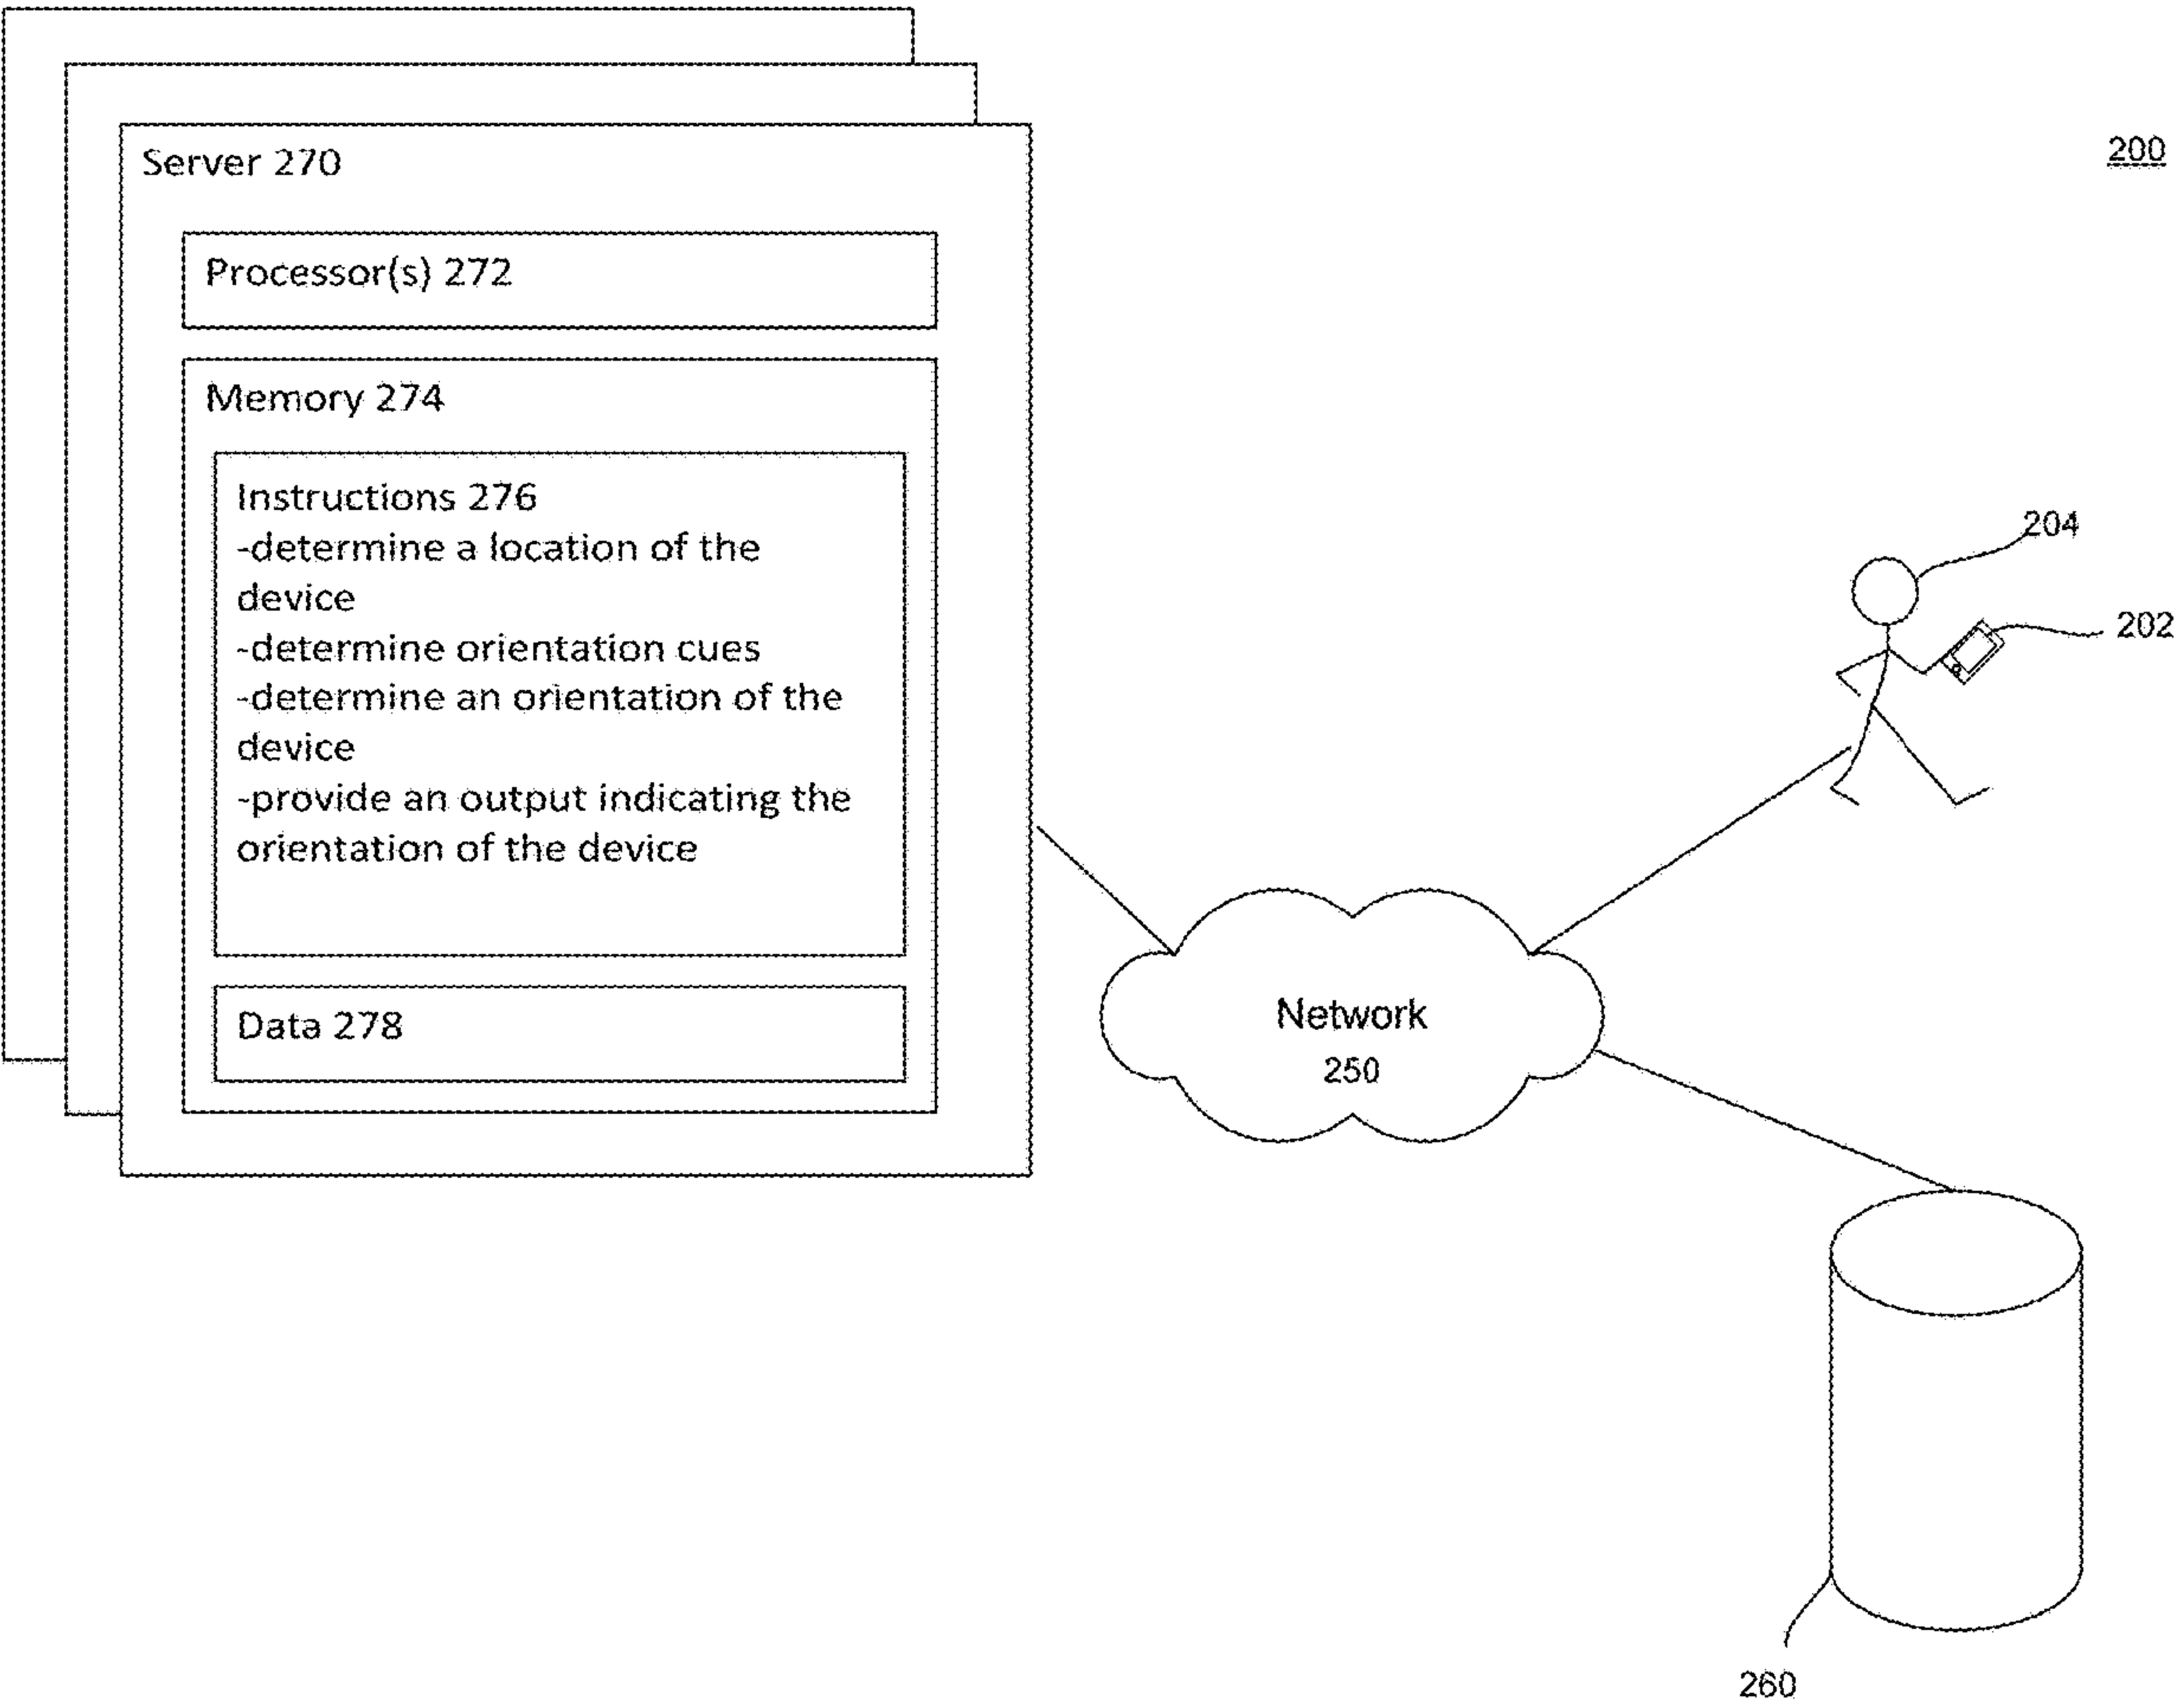 Server 270
200
Processor(s) 272
Memory 274
Instructions 276
-determine a location of the
device
-determine orientation cues
-determine an orientation of the
device
-provide an output indicating the
orientation of the device
204
202
Data 278
Network
250
260